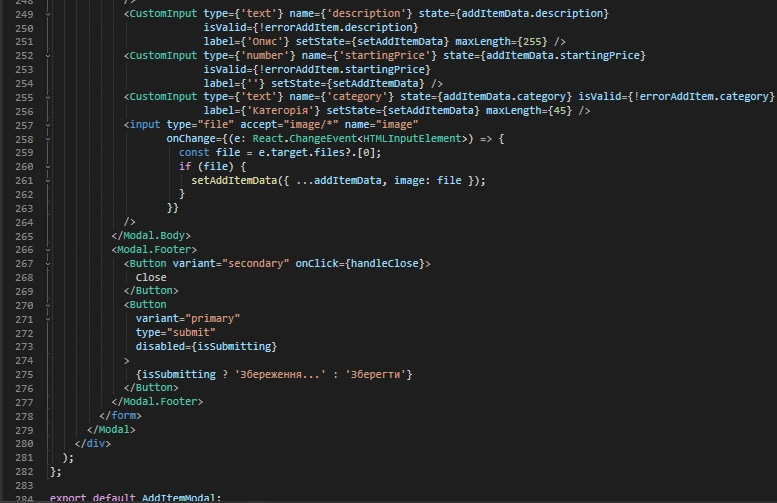 248 />
249 <CustomInput type={'text'} name={'description'} state={addItemData.description}
250 isValid={!errorAddItem.description}
251 label={'Опис'} setState={setAddItemData} maxLength={255} />
252 <CustomInput type={'number'} name={'startingPrice'} state={addItemData.startingPrice}
253 isValid={!errorAddItem.startingPrice}
254 label={''} setState={setAddItemData} />
255 <CustomInput type={'text'} name={'category'} state={addItemData.category} isValid={!errorAddItem.category}
256 label={'Категорія'} setState={setAddItemData} maxLength={45} />
257 <input type="file" accept="image/*" name="image"
258 onChange={(e: React.ChangeEvent<HTMLInputElement>) => {
259 const file = e.target.files?.[0];
260 if (file) {
261 setAddItemData({ ...addItemData, image: file });
262 }
263 }}
264 />
265 </Modal.Body>
266 <Modal.Footer>
267 <Button variant="secondary" onClick={handleClose}>
268 Close
269 </Button>
270 <Button
271 variant="primary"
272 type="submit"
273 disabled={isSubmitting}
274 >
275 {isSubmitting ? 'Збереження...' : 'Зберегти'}
276 </Button>
277 </Modal.Footer>
278 </form>
279 </Modal>
280 </div>
281 );
282 };
283
284 export default AddItemModal;